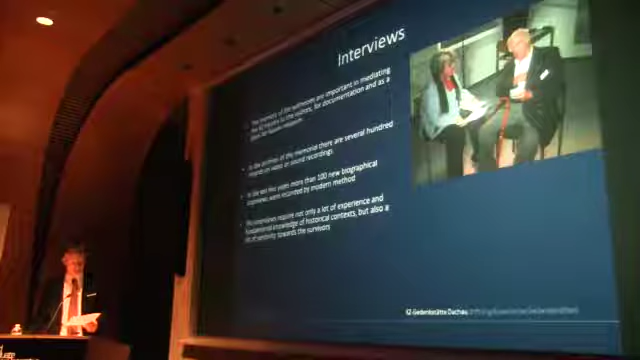 Interviews
The memory of the witnesses are important in mediating
the history to the visitors, for documentation and as a
In the archives of the memorial there are several hundred
video or sound recordings
In the last few years more than 100 new biographical
interviews were recorded by modern method
The interviews require not only a lot of experience and
fundamental knowledge of historical contexts, but also a
lot of sensitivity towards the survivors
KZ-Gedenkstätte Dachau